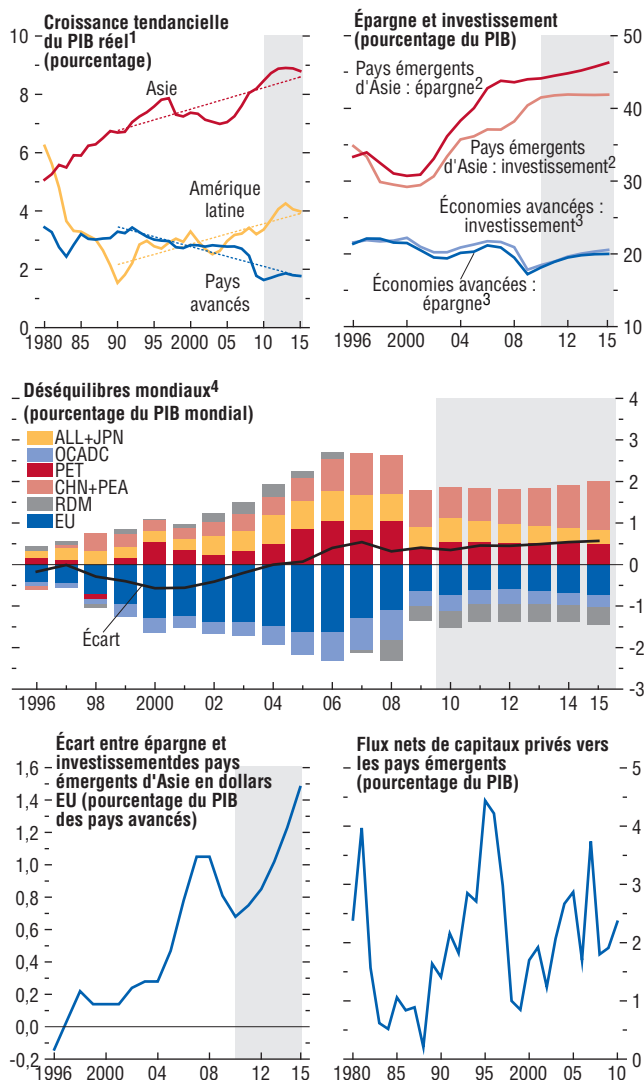 Croissance tendancielle
du PIB réel1
(pourcentage)
10
8
6
4
2
0
1980 85 90 95 2000 05 10 15
Asie
Amérique
latine
Pays
avancés
Épargne et investissement
(pourcentage du PIB)
50
40
30
20
10
1996 2000 04 08 12 15
Pays émergents
d'Asie : épargne2
Pays émergents
d'Asie : investissement2
Économies avancées :
investissement3
Économies avancées :
épargne3
Déséquilibres mondiaux4
(pourcentage du PIB mondial)
ALL+JPN
OCADC
PET
CHN+PEA
RDM
EU
Écart
4
3
2
1
0
-1
-2
-3
1996 98 2000 02 04 06 08 10 12 14 15
Écart entre épargne et
investissementdes pays
émergents d'Asie en dollars
EU (pourcentage du PIB
des pays avancés)
1,6
1,4
1,2
1,0
0,8
0,6
0,4
0,2
0,0
-0,2
1996 2000 04 08 12 15
Flux nets de capitaux privés vers
les pays émergents
(pourcentage du PIB)
5
4
3
2
1
0
1980 85 90 95 2000 05 10